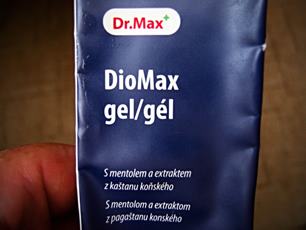 Dr.Max+
DioMax
gel/gél
S mentolem a extraktem
z kaštanu koňského
S mentolom a extraktom
z pagaštanu konského